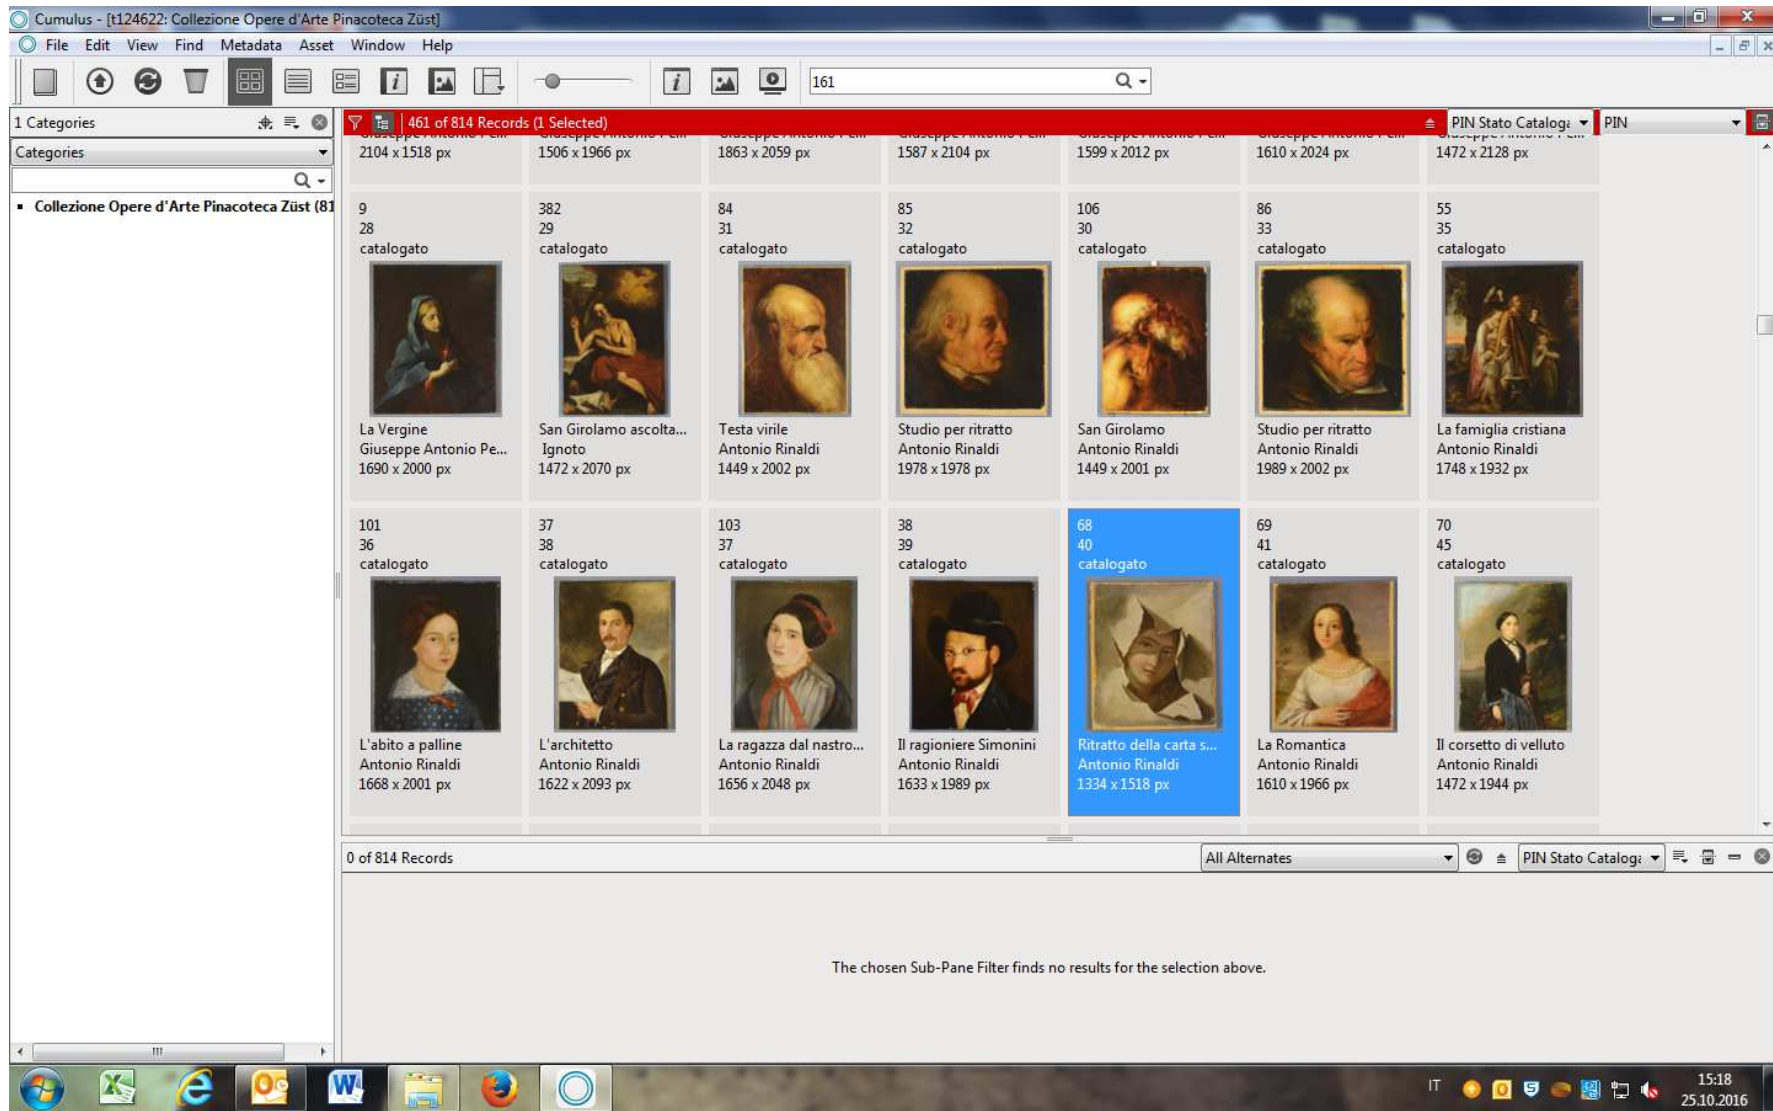 Cumulus - [t124622: Collezione Opere d'Arte Pinacoteca Züst]
File Edit View Find Metadata Asset Window Help
161
1 Categories
461 of 814 Records (1 Selected)
PIN Stato Cataloga
PIN
Categories
Collezione Opere d'Arte Pinacoteca Züst (81
2104 x 1518 px
1506 x 1966 px
1863 x 2059 px
1587 x 2104 px
1599 x 2012 px
1610 x 2024 px
1472 x 2128 px
9
28
catalogato
La Vergine
Giuseppe Antonio Pe...
1690 x 2000 px
382
29
catalogato
San Girolamo ascolta...
Ignoto
1472 x 2070 px
84
31
catalogato
Testa virile
Antonio Rinaldi
1449 x 2002 px
85
32
catalogato
Studio per ritratto
Antonio Rinaldi
1978 x 1978 px
106
30
catalogato
San Girolamo
Antonio Rinaldi
1449 x 2001 px
86
33
catalogato
Studio per ritratto
Antonio Rinaldi
1989 x 2002 px
55
35
catalogato
La famiglia cristiana
Antonio Rinaldi
1748 x 1932 px
101
36
catalogato
L'abito a palline
Antonio Rinaldi
1668 x 2001 px
37
38
catalogato
L'architetto
Antonio Rinaldi
1622 x 2093 px
103
37
catalogato
La ragazza dal nastro...
Antonio Rinaldi
1656 x 2048 px
38
39
catalogato
Il ragioniere Simonini
Antonio Rinaldi
1633 x 1989 px
68
40
catalogato
Ritratto della carta s...
Antonio Rinaldi
1334 x 1518 px
69
41
catalogato
La Romantica
Antonio Rinaldi
1610 x 1966 px
70
45
catalogato
Il corsetto di velluto
Antonio Rinaldi
1472 x 1944 px
0 of 814 Records
All Alternates
PIN Stato Cataloga
The chosen Sub-Pane Filter finds no results for the selection above.
IT
15:18
25.10.2016